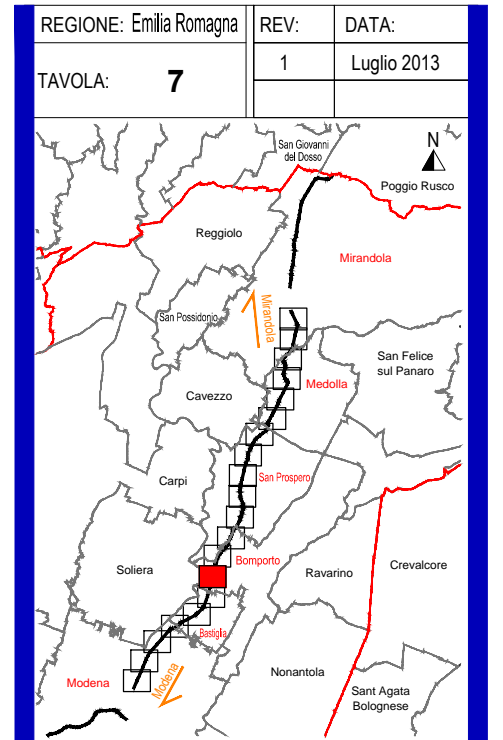 REGIONE: Emilia Romagna
REV:
DATA:
TAVOLA: 7
1
Luglio 2013
San Giovanni
del Dosso
N
Poggio Rusco
Reggiolo
Mirandola
Mirandola
San Possidonio
San Felice
sul Panaro
Medolla
Cavezzo
Carpi
San Prospero
Bomporto
Soliera
Ravarino
Crevalcore
Bastiglia
Modena
Modena
Nonantola
Sant Agata
Bolognese